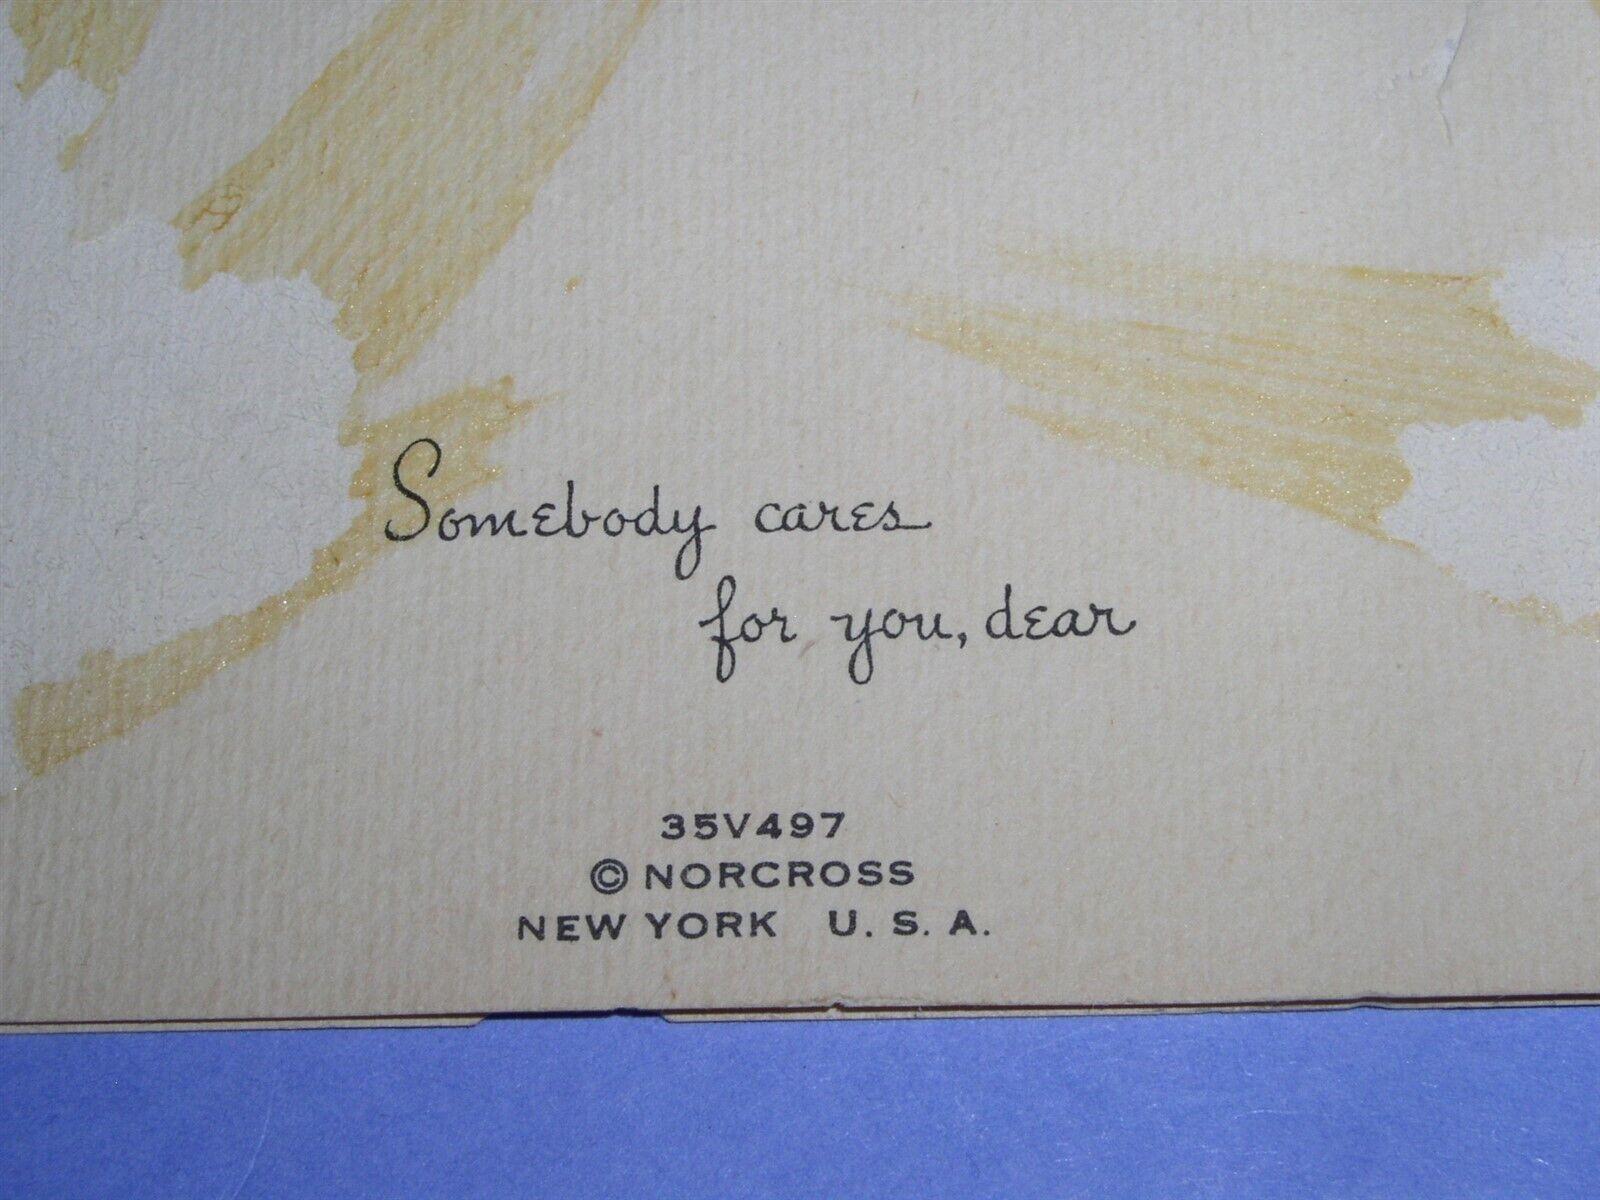 Somebody cares
for you, dear
35V497
© NORCROSS
NEW YORK U. S. A.